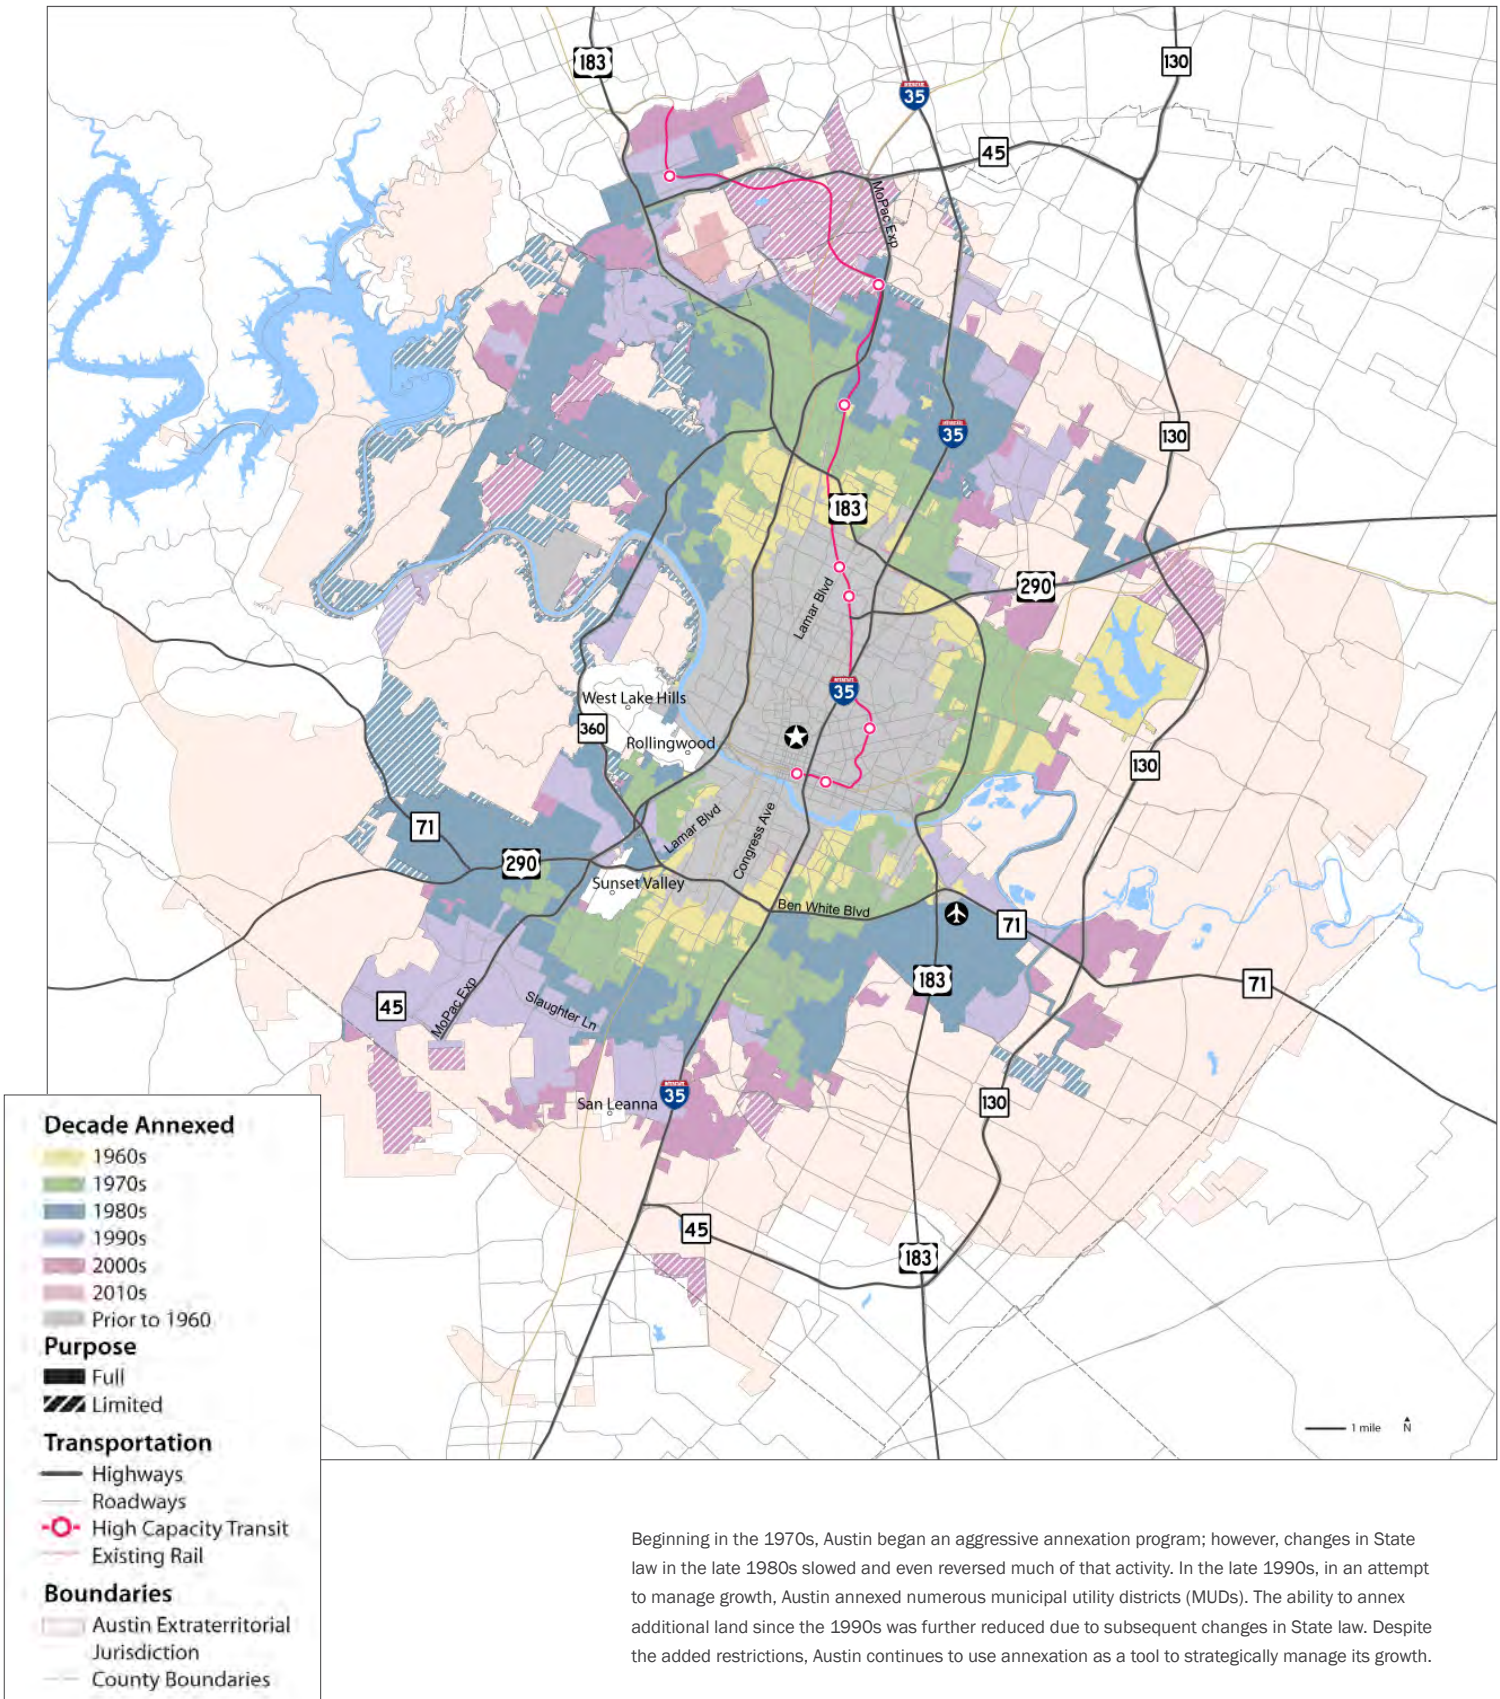 183
35
130
45
MoPac Exp
35
130
183
290
Lamar Blvd
35
West Lake Hills
360
Rollingwood
130
71
Lamar Blvd
Congress Ave
290
Sunset Valley
Ben White Blvd
71
183
71
45
MoPac Exp
Slaughter Ln
San Leanna
35
130
45
183
1 mile
N
Decade Annexed
1960s
1970s
1980s
1990s
2000s
2010s
Prior to 1960
Purpose
Full
Limited
Transportation
Highways
Roadways
High Capacity Transit
Existing Rail
Boundaries
Austin Extraterritorial
Jurisdiction
County Boundaries
Beginning in the 1970s, Austin began an aggressive annexation program; however, changes in State
law in the late 1980s slowed and even reversed much of that activity. In the late 1990s, in an attempt
to manage growth, Austin annexed numerous municipal utility districts (MUDs). The ability to annex
additional land since the 1990s was further reduced due to subsequent changes in State law. Despite
the added restrictions, Austin continues to use annexation as a tool to strategically manage its growth.